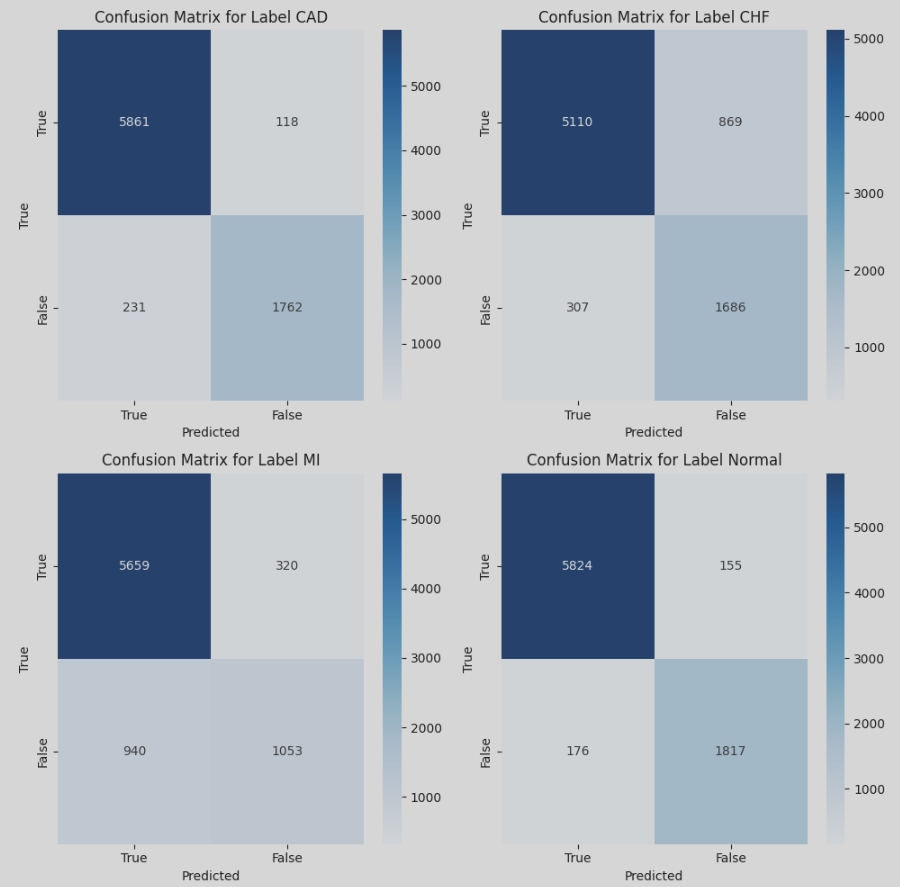 Confusion Matrix for Label CAD
True
True
False
5861
118
231
1762
True
False
Predicted
5000
4000
3000
2000
1000
Confusion Matrix for Label CHF
True
True
False
5110
869
307
1686
True
False
Predicted
5000
4000
3000
2000
1000
Confusion Matrix for Label MI
True
True
False
5659
320
940
1053
True
False
Predicted
5000
4000
3000
2000
1000
Confusion Matrix for Label Normal
True
True
False
5824
155
176
1817
True
False
Predicted
5000
4000
3000
2000
1000